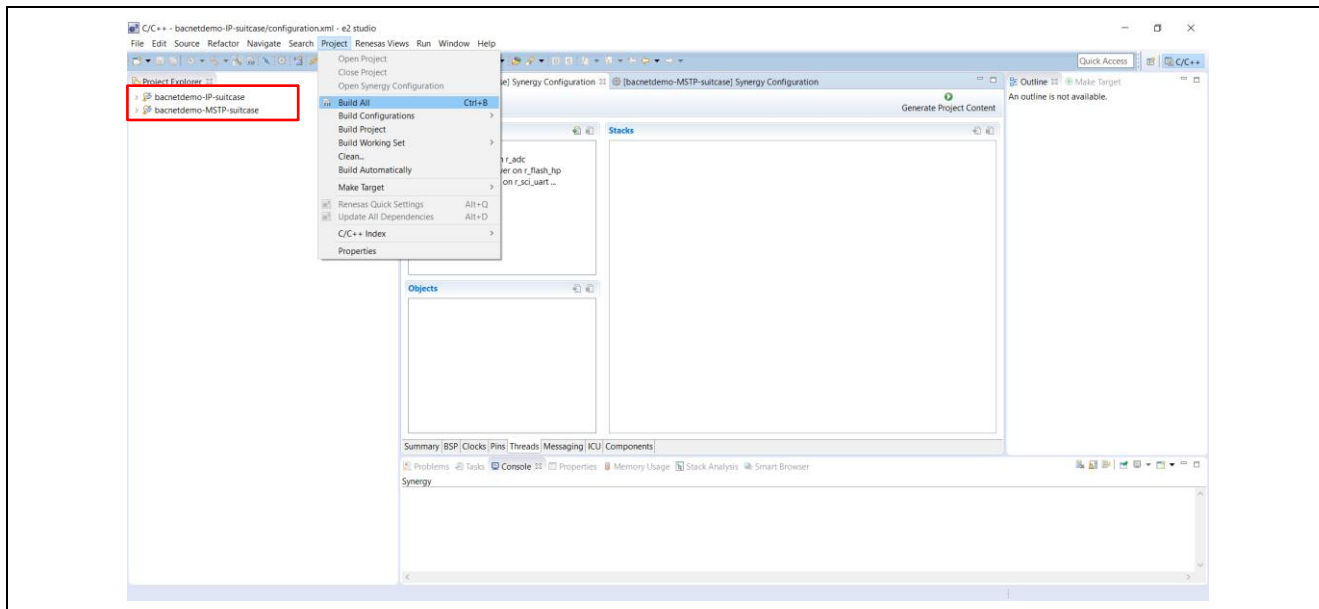 C/C++ - bacnetdemo-IP-suitcase/configuration.xml - e2 studio
File Edit Source Refactor Navigate Search Project Renesas Views Run Window Help
Quick Access
C/C++
Project Explorer
bacnetdemo-IP-suitcase
bacnetdemo-MSTP-suitcase
Open Project
Close Project
Open Synergy Configuration
Build All Ctrl+B
Build Configurations
Build Project
Build Working Set
Clean...
Build Automatically
Make Target
Renesas Quick Settings Alt+Q
Update All Dependencies Alt+D
C/C++ Index
Properties
se] Synergy Configuration
[bacnetdemo-MSTP-suitcase] Synergy Configuration
Generate Project Content
r_adc
er on r_flash_hp
on r_sci_uart ...
Stacks
Objects
Summary BSP Clocks Pins Threads Messaging ICU Components
Problems Tasks Console Properties Memory Usage Stack Analysis Smart Browser
Synergy
Outline Make Target
An outline is not available.